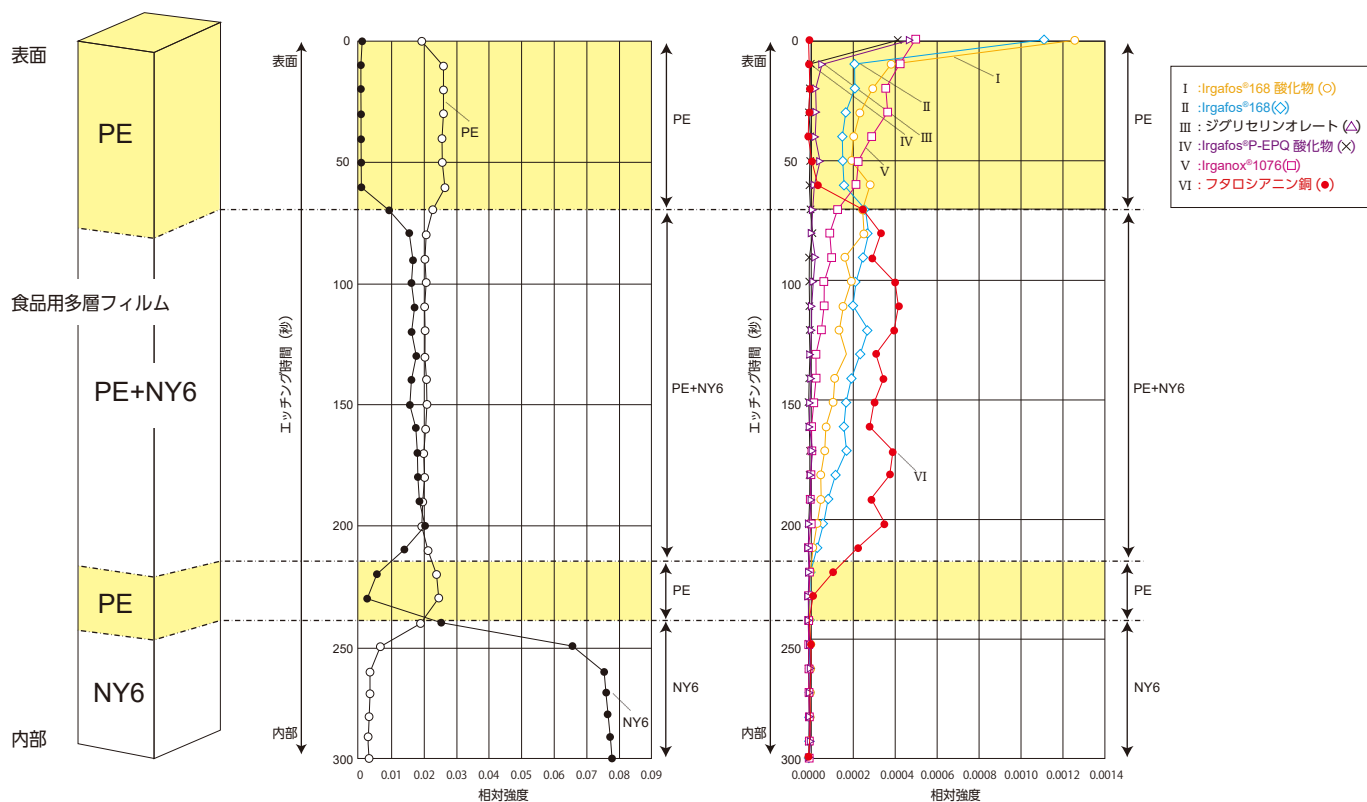 表面
PE
食品用多層フィルム
PE+NY6
PE
NY6
内部
表面
エッチング時間（秒）
内部
0
50
100
150
200
250
300
PE
NY6
0 0.01 0.02 0.03 0.04 0.05 0.06 0.07 0.08 0.09
相対強度
PE
PE+NY6
PE
NY6
表面
エッチング時間（秒）
内部
0
50
100
150
200
250
300
I
II
III
IV
V
VI
0.0000 0.0002 0.0004 0.0006 0.0008 0.0010 0.0012 0.0014
相対強度
PE
PE+NY6
PE
NY6
Ⅰ :Irgafos®168 酸化物 (○)
Ⅱ :Irgafos®168(◇)
Ⅲ : ジグリセリンオレート (△)
Ⅳ :Irgafos®P-EPQ 酸化物 (×)
Ⅴ :Irganox®1076(□)
Ⅵ : フタロシアニン銅 (●)